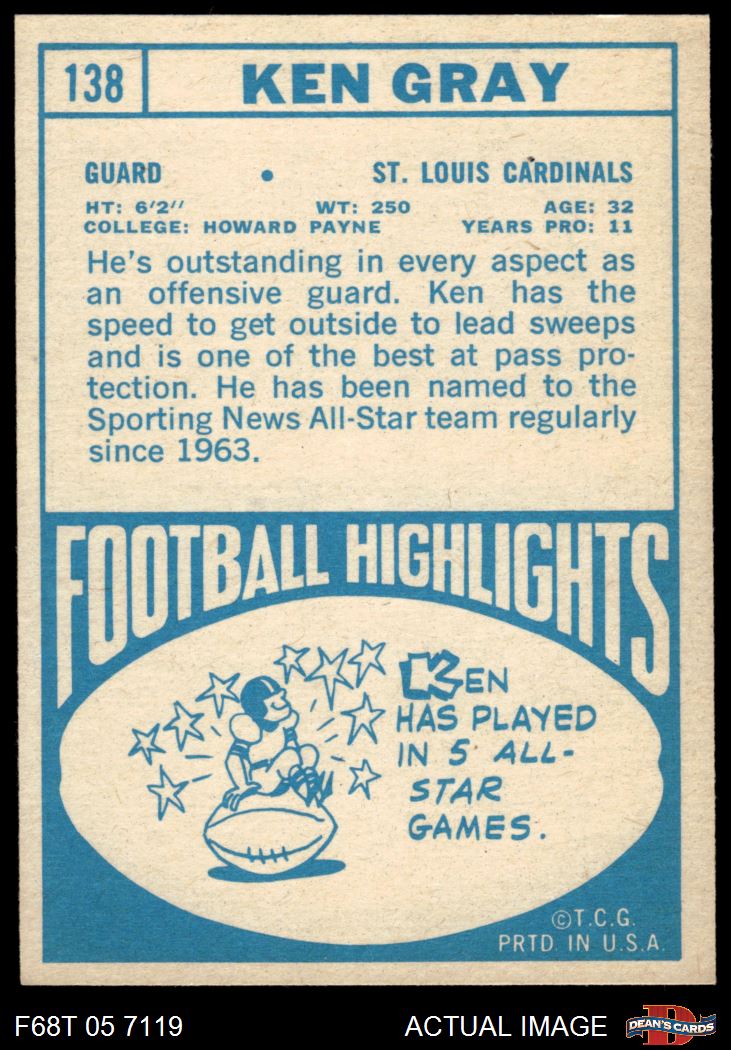 138 KEN GRAY
GUARD • ST. LOUIS CARDINALS
HT: 6'2'' WT: 250 AGE: 32
COLLEGE: HOWARD PAYNE YEARS PRO: 11
He's outstanding in every aspect as
an offensive guard. Ken has the
speed to get outside to lead sweeps
and is one of the best at pass pro-
tection. He has been named to the
Sporting News All-Star team regularly
since 1963.
FOOTBALL HIGHLIGHTS
KEN
HAS PLAYED
IN 5 ALL-
STAR
GAMES.
©T.C.G.
PRTD. IN U.S.A.
F68T 05 7119 ACTUAL IMAGE DEAN'S CARDS